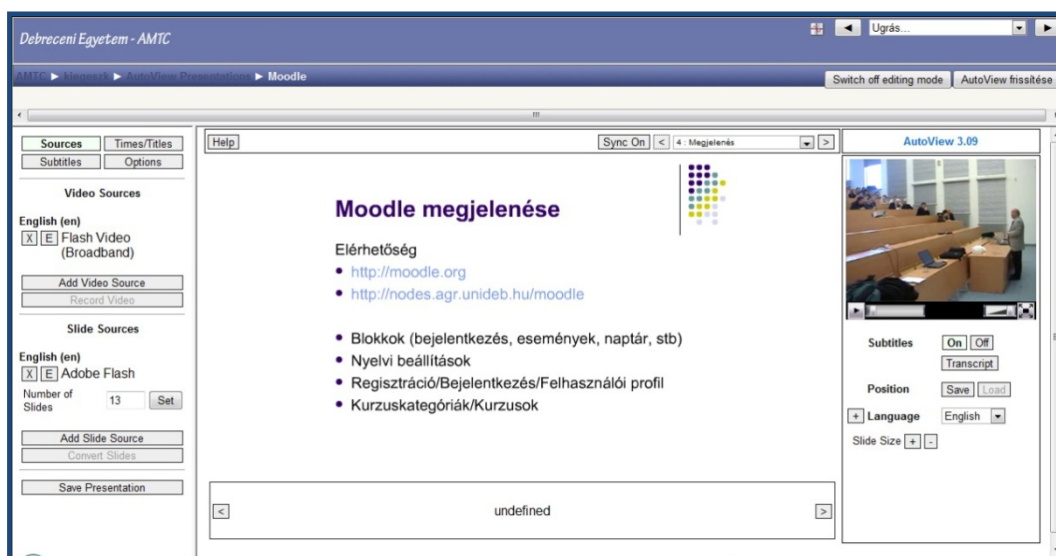 Debreceni Egyetem - AMTC
Ugrás...
AMTC ► kiegeszk ► AutoView Presentations ► Moodle
Switch off editing mode
AutoView frissítése
Sources
Times/Titles
Subtitles
Options
Video Sources
English (en)
X E Flash Video
(Broadband)
Add Video Source
Record Video
Slide Sources
English (en)
X E Adobe Flash
Number of
Slides
13
Set
Add Slide Source
Convert Slides
Save Presentation
Help
Sync On < 4 : Megjelenés >
Moodle megjelenése
Elérhetőség
• http://moodle.org
• http://nodes.agr.unideb.hu/moodle
• Blokkok (bejelentkezés, események, naptár, stb)
• Nyelvi beállítások
• Regisztráció/Bejelentkezés/Felhasználói profil
• Kurzuskategóriák/Kurzusok
< undefined >
AutoView 3.09
Subtitles On Off
Transcript
Position Save Load
+ Language English
Slide Size + -